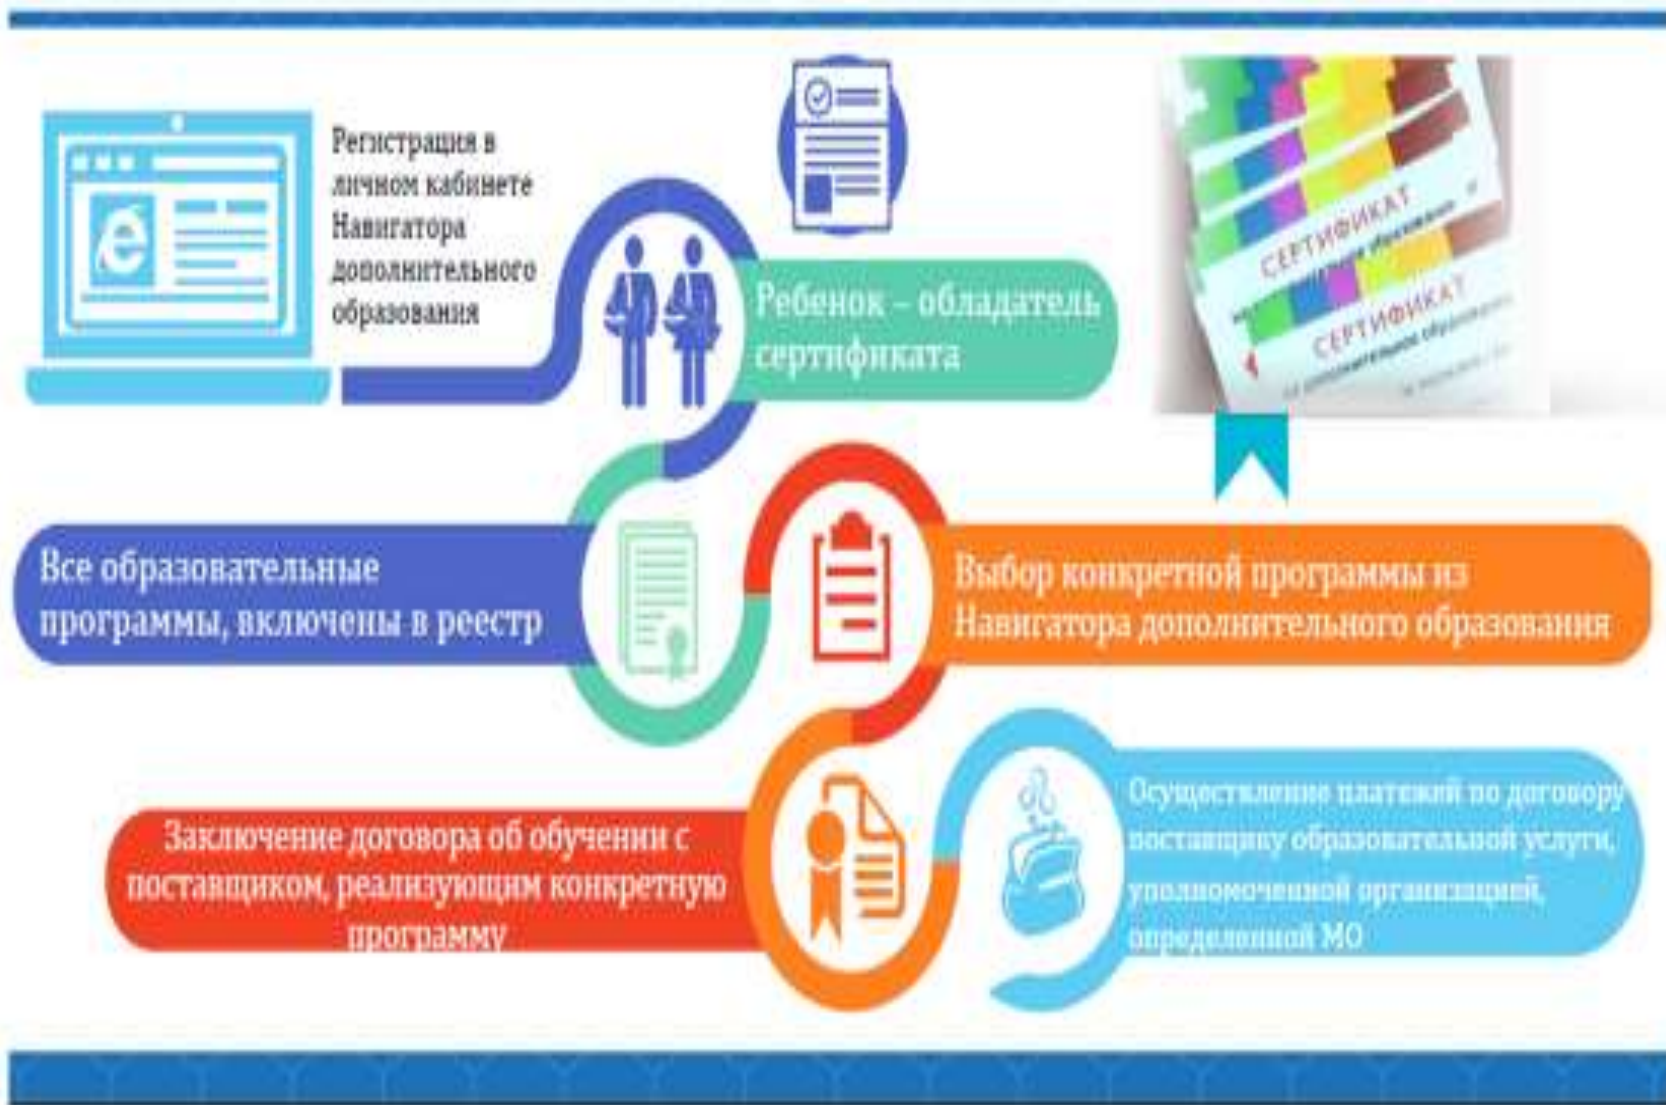 Регистрация в
личном кабинете
Навигатора
дополнительного
образования
Ребенок – обладатель
сертификата
СЕРТИФИКАТ
образования
СЕРТИФИКАТ
дополнительное
Все образовательные
программы, включены в реестр
Выбор конкретной программы из
Навигатора дополнительного образования
Заключение договора об обучении с
поставщиком, реализующим конкретную
программу
Осуществление платежей по договору
поставщику образовательной услуги,
уполномоченной организацией,
определенной МО